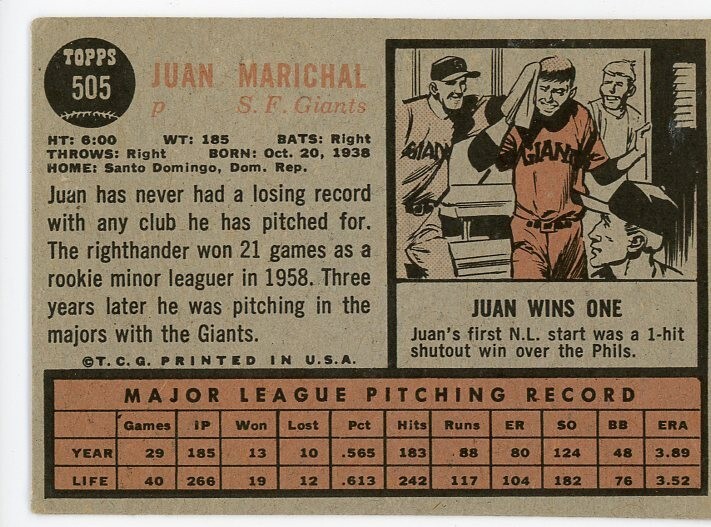 TOPPS
505
JUAN MARICHAL
p S. F. Giants
HT: 6:00 WT: 185 BATS: Right
THROWS: Right BORN: Oct. 20, 1938
HOME: Santo Domingo, Dom. Rep.
Juan has never had a losing record
with any club he has pitched for.
The righthander won 21 games as a
rookie minor leaguer in 1958. Three
years later he was pitching in the
majors with the Giants.
©T. C. G. PRINTED IN U. S. A.
GIAN
GIANT
JUAN WINS ONE
Juan's first N.L. start was a 1-hit
shutout win over the Phils.
MAJOR LEAGUE PITCHING RECORD
Games IP Won Lost Pct Hits Runs ER SO BB ERA
YEAR 29 185 13 10 .565 183 88 80 124 48 3.89
LIFE 40 266 19 12 .613 242 117 104 182 76 3.52